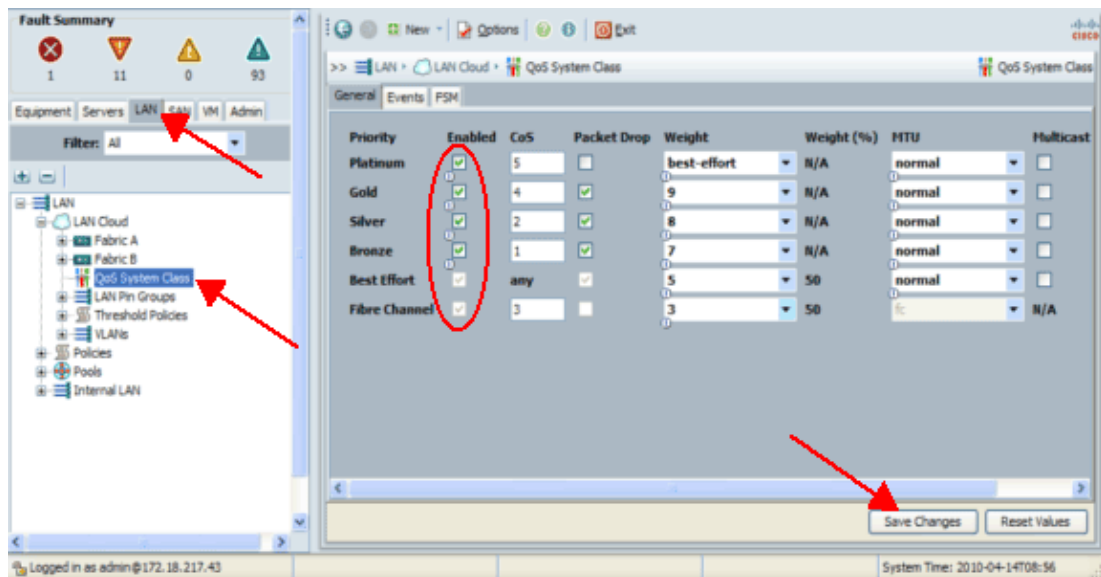 Fault Summary
1 11 0 93
Equipment Servers LAN SAN VM Admin
Filter: All
LAN
LAN Cloud
Fabric A
Fabric B
QoS System Class
LAN Pin Groups
Threshold Policies
VLANs
Policies
Pools
Internal LAN
New Options Exit
CISCO
>> LAN LAN Cloud QoS System Class QoS System Class
General Events FSM
Priority Enabled CoS Packet Drop Weight Weight (%) MTU Multicast
Platinum 5 best-effort N/A normal
Gold 4 9 N/A normal
Silver 2 8 N/A normal
Bronze 1 7 N/A normal
Best Effort any 5 50 normal
Fibre Channel 3 3 50 fc N/A
Save Changes Reset Values
Logged in as admin@172.18.217.43 System Time: 2010-04-14T08:56